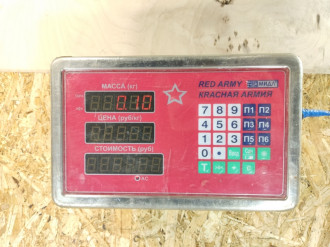 МАССА (кг)
0.10
ЦЕНА (руб/кг)
СТОИМОСТЬ (руб)
RED ARMY
КРАСНАЯ АРМИЯ
7 8 9 П1 П2
4 5 6 П3 П4
1 2 3 П5 П6
0
T